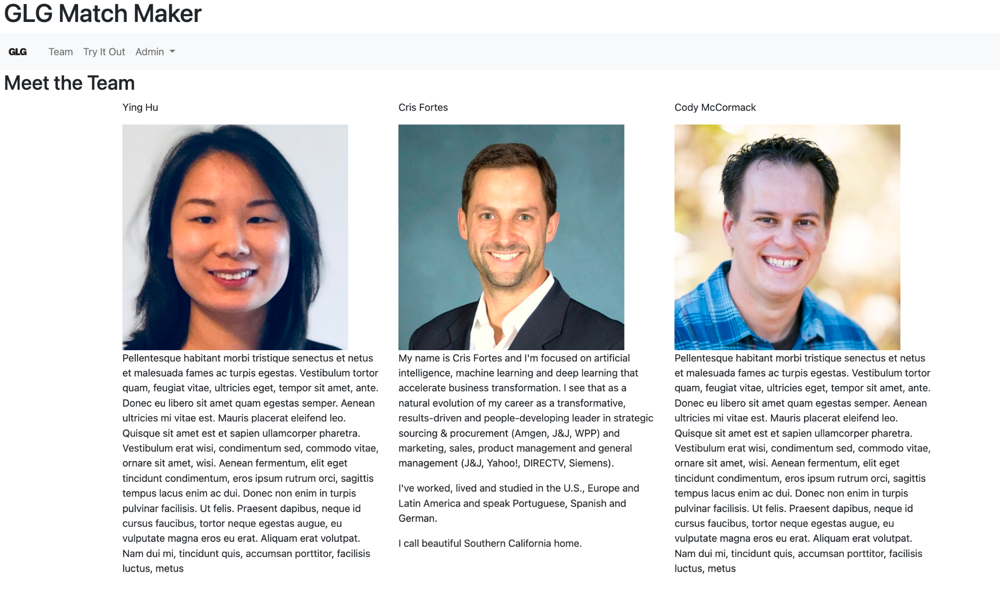 GLG Match Maker
GLG Team Try It Out Admin
Meet the Team
Ying Hu
Pellentesque habitant morbi tristique senectus et netus
et malesuada fames ac turpis egestas. Vestibulum tortor
quam, feugiat vitae, ultricies eget, tempor sit amet, ante.
Donec eu libero sit amet quam egestas semper. Aenean
ultricies mi vitae est. Mauris placerat eleifend leo.
Quisque sit amet est et sapien ullamcorper pharetra.
Vestibulum erat wisi, condimentum sed, commodo vitae,
ornare sit amet, wisi. Aenean fermentum, elit eget
tincidunt condimentum, eros ipsum rutrum orci, sagittis
tempus lacus enim ac dui. Donec non enim in turpis
pulvinar facilisis. Ut felis. Praesent dapibus, neque id
cursus faucibus, tortor neque egestas augue, eu
vulputate magna eros eu erat. Aliquam erat volutpat.
Nam dui mi, tincidunt quis, accumsan porttitor, facilisis
luctus, metus
Cris Fortes
My name is Cris Fortes and I'm focused on artificial
intelligence, machine learning and deep learning that
accelerate business transformation. I see that as a
natural evolution of my career as a transformative,
results-driven and people-developing leader in strategic
sourcing & procurement (Amgen, J&J, WPP) and
marketing, sales, product management and general
management (J&J, Yahoo!, DIRECTV, Siemens).
I've worked, lived and studied in the U.S., Europe and
Latin America and speak Portuguese, Spanish and
German.
I call beautiful Southern California home.
Cody McCormack
Pellentesque habitant morbi tristique senectus et netus
et malesuada fames ac turpis egestas. Vestibulum tortor
quam, feugiat vitae, ultricies eget, tempor sit amet, ante.
Donec eu libero sit amet quam egestas semper. Aenean
ultricies mi vitae est. Mauris placerat eleifend leo.
Quisque sit amet est et sapien ullamcorper pharetra.
Vestibulum erat wisi, condimentum sed, commodo vitae,
ornare sit amet, wisi. Aenean fermentum, elit eget
tincidunt condimentum, eros ipsum rutrum orci, sagittis
tempus lacus enim ac dui. Donec non enim in turpis
pulvinar facilisis. Ut felis. Praesent dapibus, neque id
cursus faucibus, tortor neque egestas augue, eu
vulputate magna eros eu erat. Aliquam erat volutpat.
Nam dui mi, tincidunt quis, accumsan porttitor, facilisis
luctus, metus